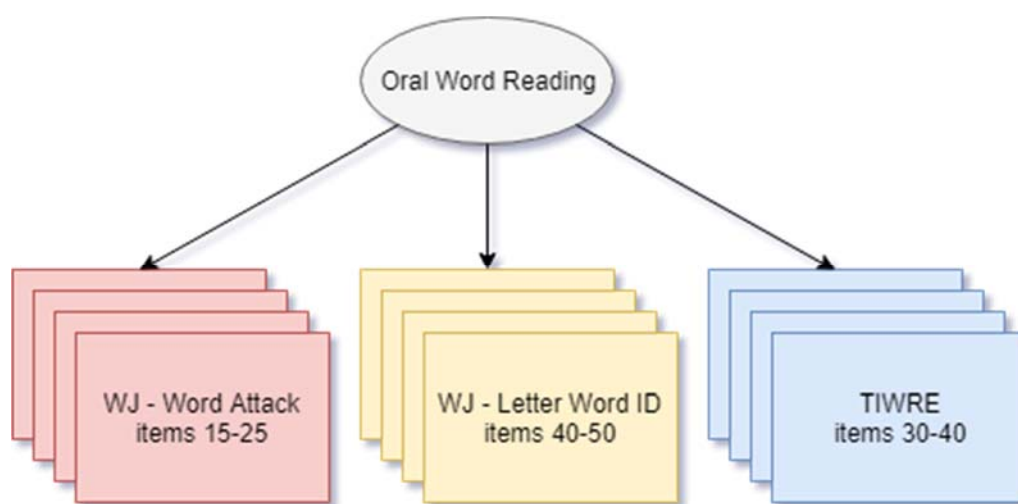 Oral Word Reading
WJ - Word Attack
items 15-25
WJ - Letter Word ID
items 40-50
TIWRE
items 30-40